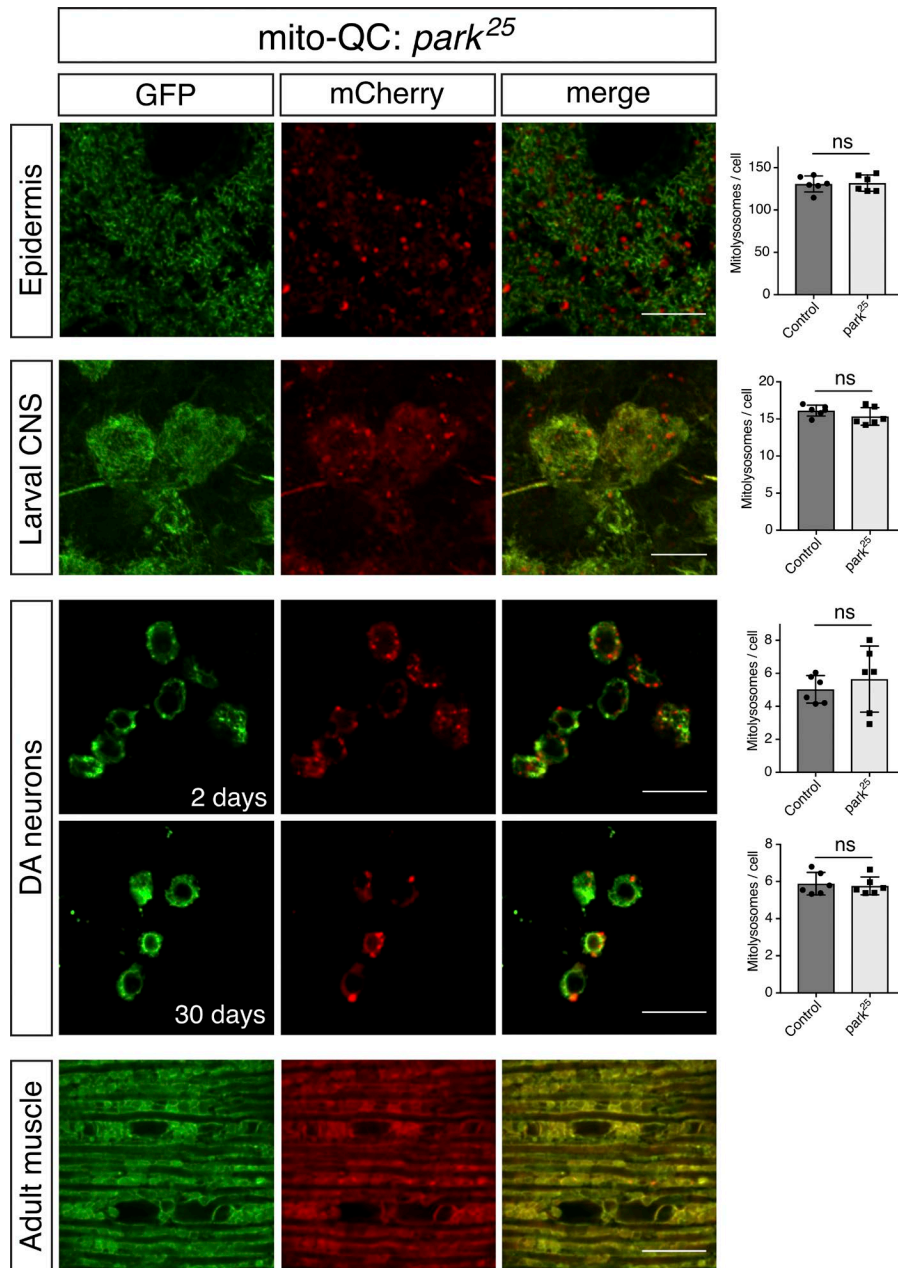 mito-QC: park²⁵
GFP
mCherry
merge
Epidermis
Mitolysosomes / cell
150
100
50
0
ns
Control
park²⁵
Larval CNS
Mitolysosomes / cell
20
15
10
5
0
ns
Control
park²⁵
DA neurons
2 days
Mitolysosomes / cell
8
6
4
2
0
ns
Control
park²⁵
30 days
Mitolysosomes / cell
8
6
4
2
0
ns
Control
park²⁵
Adult muscle